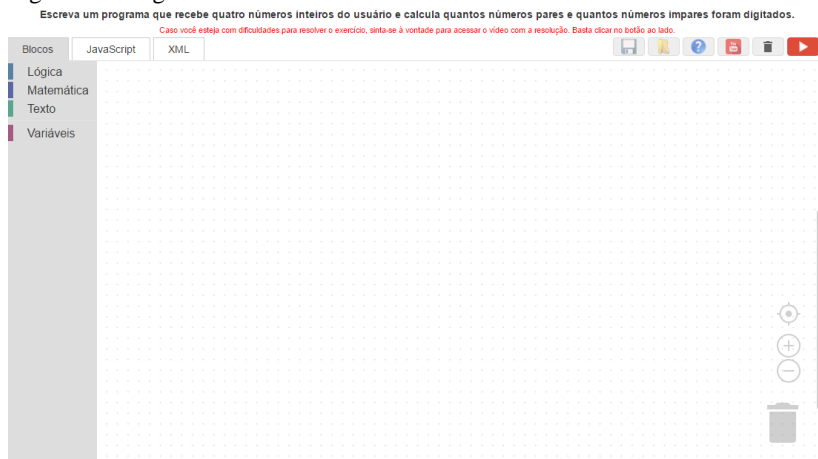 Escreva um programa que recebe quatro números inteiros do usuário e calcula quantos números pares e quantos números impares foram digitados.
Caso você esteja com dificuldades para resolver o exercício, sinta-se à vontade para acessar o vídeo com a resolução. Basta clicar no botão ao lado.
Blocos JavaScript XML
Lógica
Matemática
Texto
Variáveis